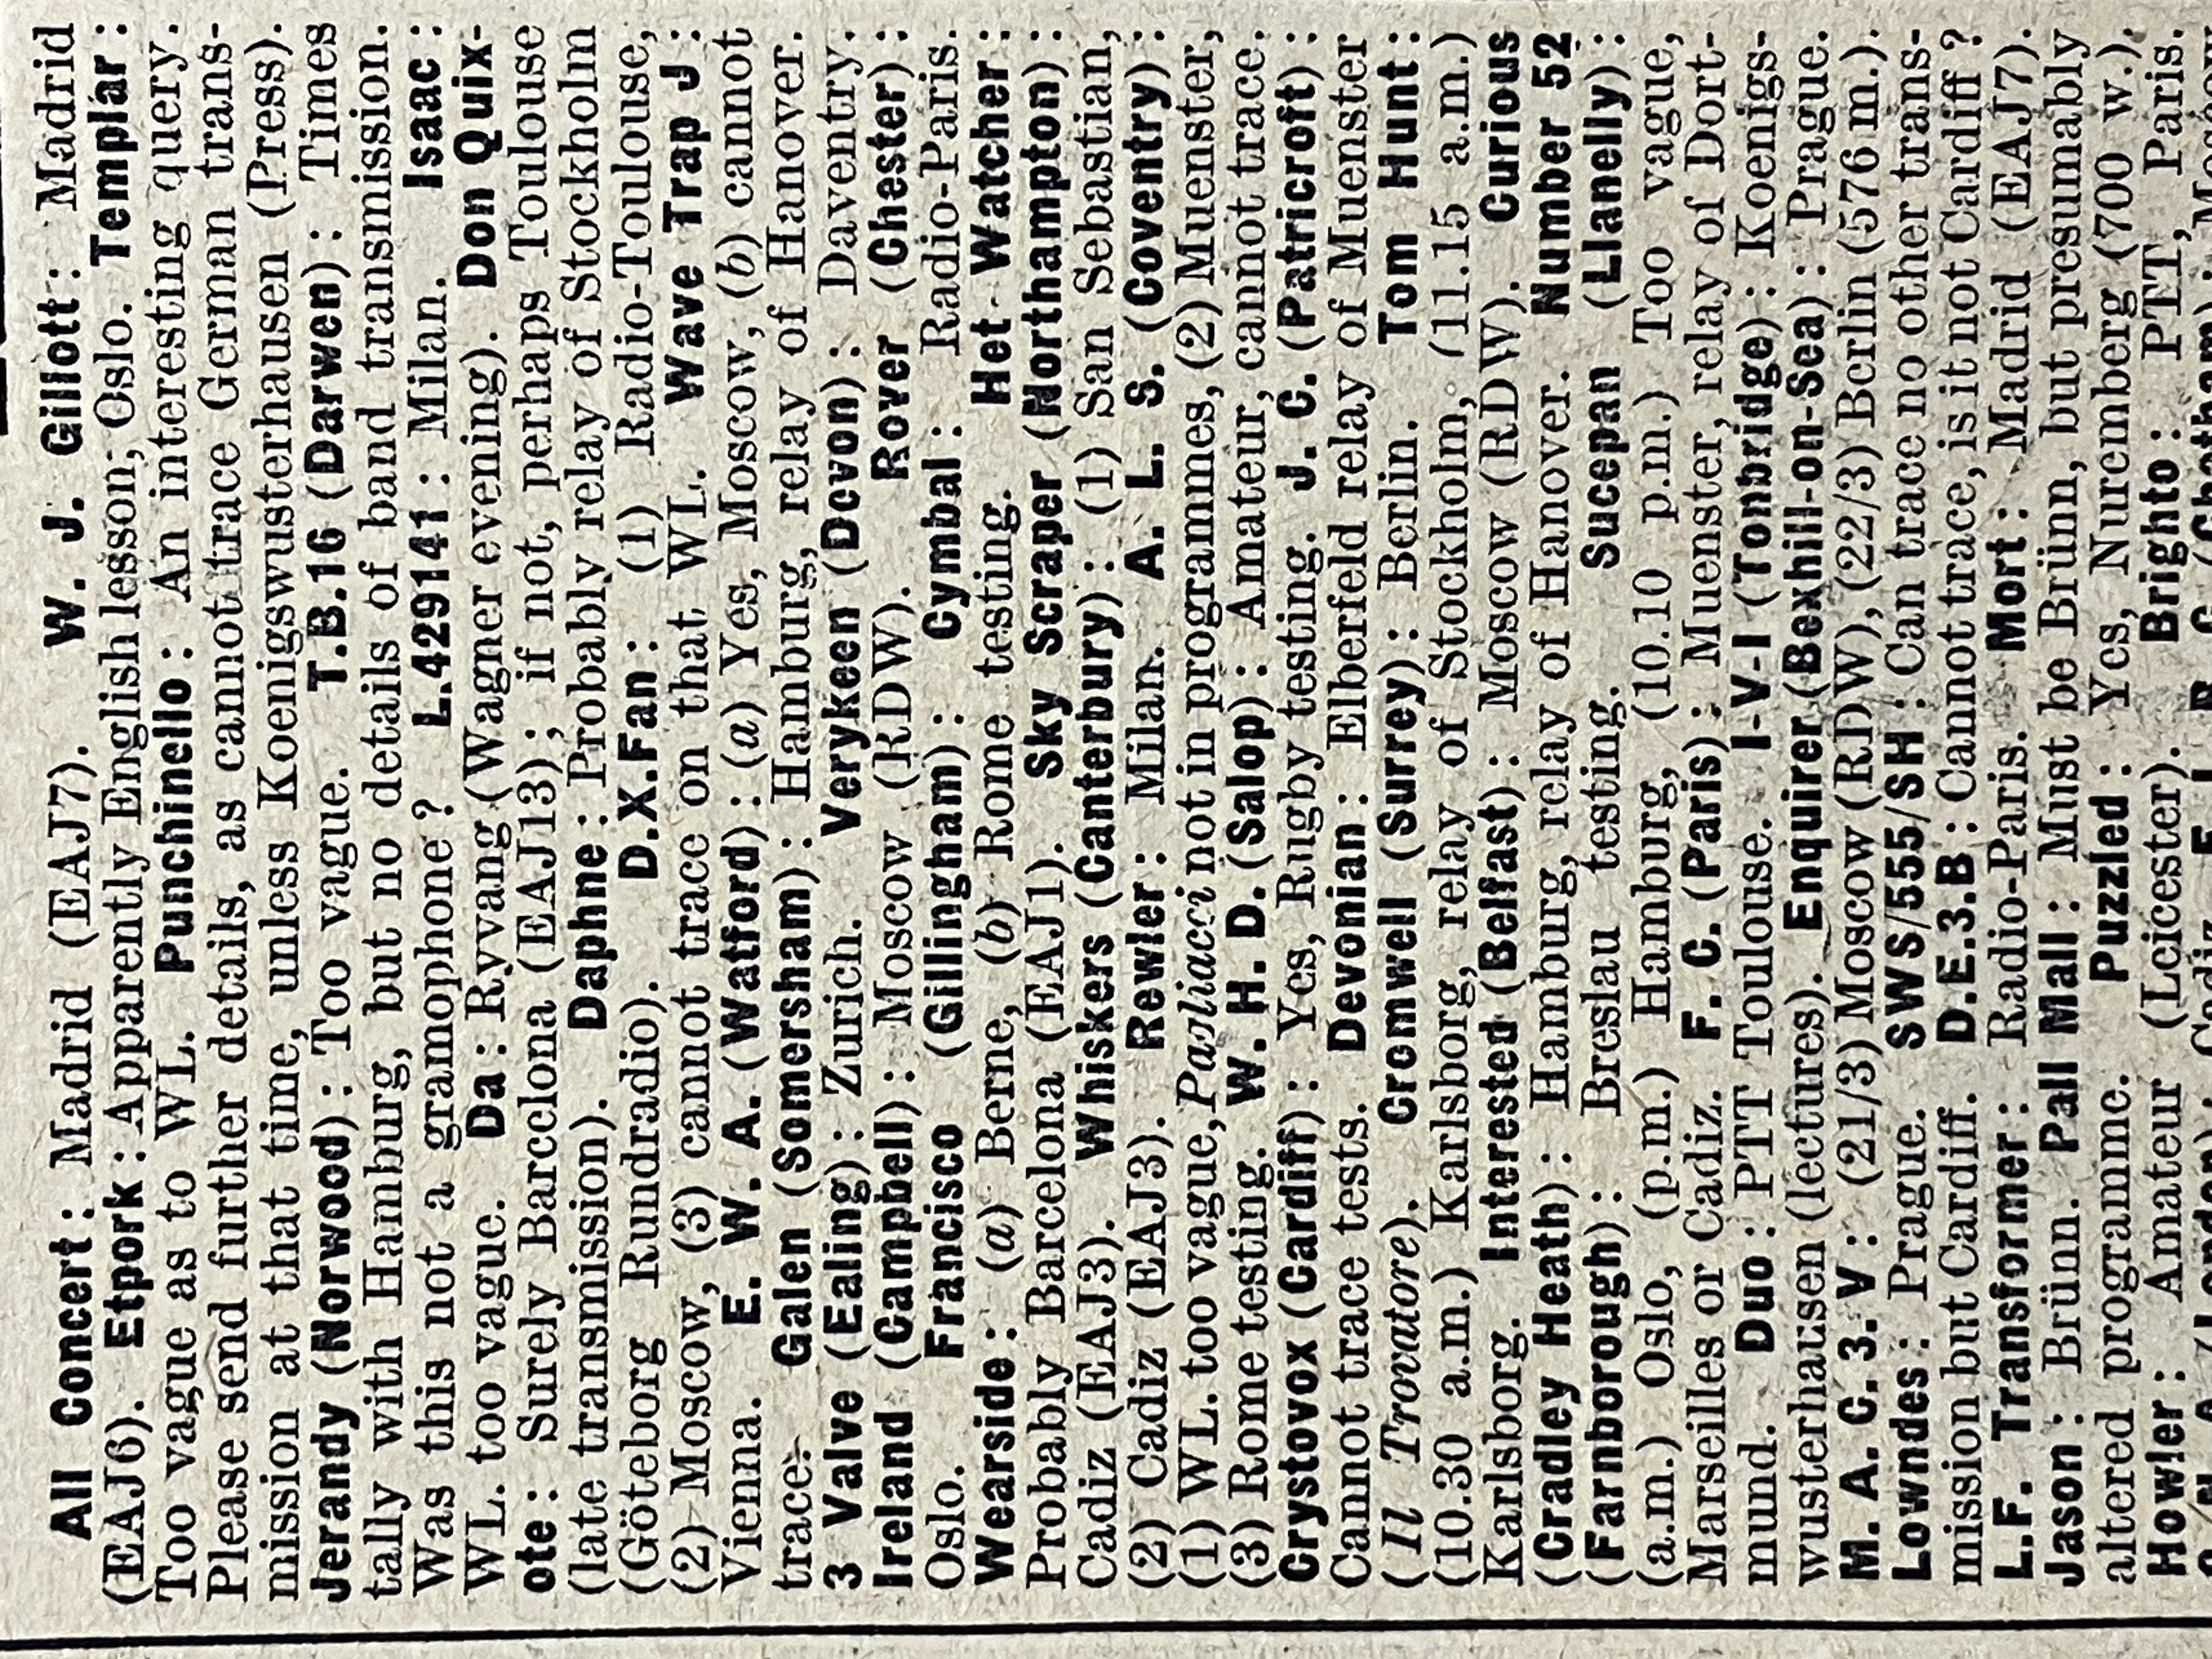 All Concert: Madrid (EAJ7). W. J. Gillott: Madrid
(EAJ6). Etpork: Apparently English lesson; Oslo. Templar:
Too vague as to WL. Punchinello: An interesting query.
Please send further details, as cannot trace German trans-
mission at that time, unless Koenigswusterhausen (Press).
Jerandy (Norwood): Too vague. T.B.16 (Darwen): Times
tally with Hamburg, but no details of band transmission.
Was this not a gramophone? L.429141: Milan. Isaac:
WL. too vague. Da: Ryvang (Wagner evening). Don Quix-
ote: Surely Barcelona (EAJ13); if not, perhaps Toulouse
(late transmission). Daphne: Probably relay of Stockholm
(Göteborg Rundradio). D.X.Fan: (1) Radio-Toulouse,
(2) Moscow, (3) cannot trace on that WL. Wave Trap J:
Vienna. E. W. A. (Watford): (a) Yes, Moscow, (b) cannot
trace. Galen (Somersham): Hamburg, relay of Hanover.
3 Valve (Ealing): Zurich. Verykeen (Devon): Daventry.
Ireland (Campbell): Moscow (RDW). Rover (Chester):
Oslo. Francisco (Gillingham): Cymbal: Radio-Paris.
Wearside: (a) Berne, (b) Rome testing. Het Watcher:
Probably Barcelona (EAJ1). Sky Scraper (Northampton):
Cadiz (EAJ3). Whiskers (Canterbury): (1) San Sebastian,
(2) Cadiz (EAJ3). Rewler: Milan. A. L. S. (Coventry):
(1) WL. too vague, Pagliacci not in programmes, (2) Muenster,
(3) Rome testing. W. H. D. (Salop): Amateur, cannot trace.
Crystovox (Cardiff): Yes, Rugby testing. J. C. (Patricroft):
Cannot trace tests. Devonian: Elberfeld relay of Muenster
(Il Trovatore). Cromwell (Surrey): Berlin. Tom Hunt:
(10.30 a.m.) Karlsborg, relay of Stockholm, (11.15 a.m.)
Karlsborg. Interested (Belfast): Moscow (RDW). Curious
(Cradley Heath): Hamburg, relay of Hanover. Number 52
(Farnborough): Breslau testing. Sucepan (Llanelly):
(a.m.) Oslo, (p.m.) Hamburg, (10.10 p.m.) Too vague,
Marseilles or Cadiz. F. C. (Paris): Muenster, relay of Dort-
mund. Duo: PTT Toulouse. I-V-I (Tonbridge): Koenigs-
wusterhausen (lectures). Enquirer (Bexhill-on-Sea): Prague.
M. A. C. 3. V: (21/3) Moscow (RDW), (22/3) Berlin (576 m.).
Lowndes: Prague. SWS/555/SH: Can trace no other trans-
mission but Cardiff. D.E.3.B: Cannot trace, is it not Cardiff?
L.F. Transformer: Radio-Paris. Mort: Madrid (EAJ7).
Jason: Brünn. Pall Mall: Must be Brünn, but presumably
altered programme. Puzzled: Yes, Nuremberg (700 w.).
Howler: Amateur (Leicester). Brighto: PTT, Paris.
(London): Cadiz. (Chatham): Moscow